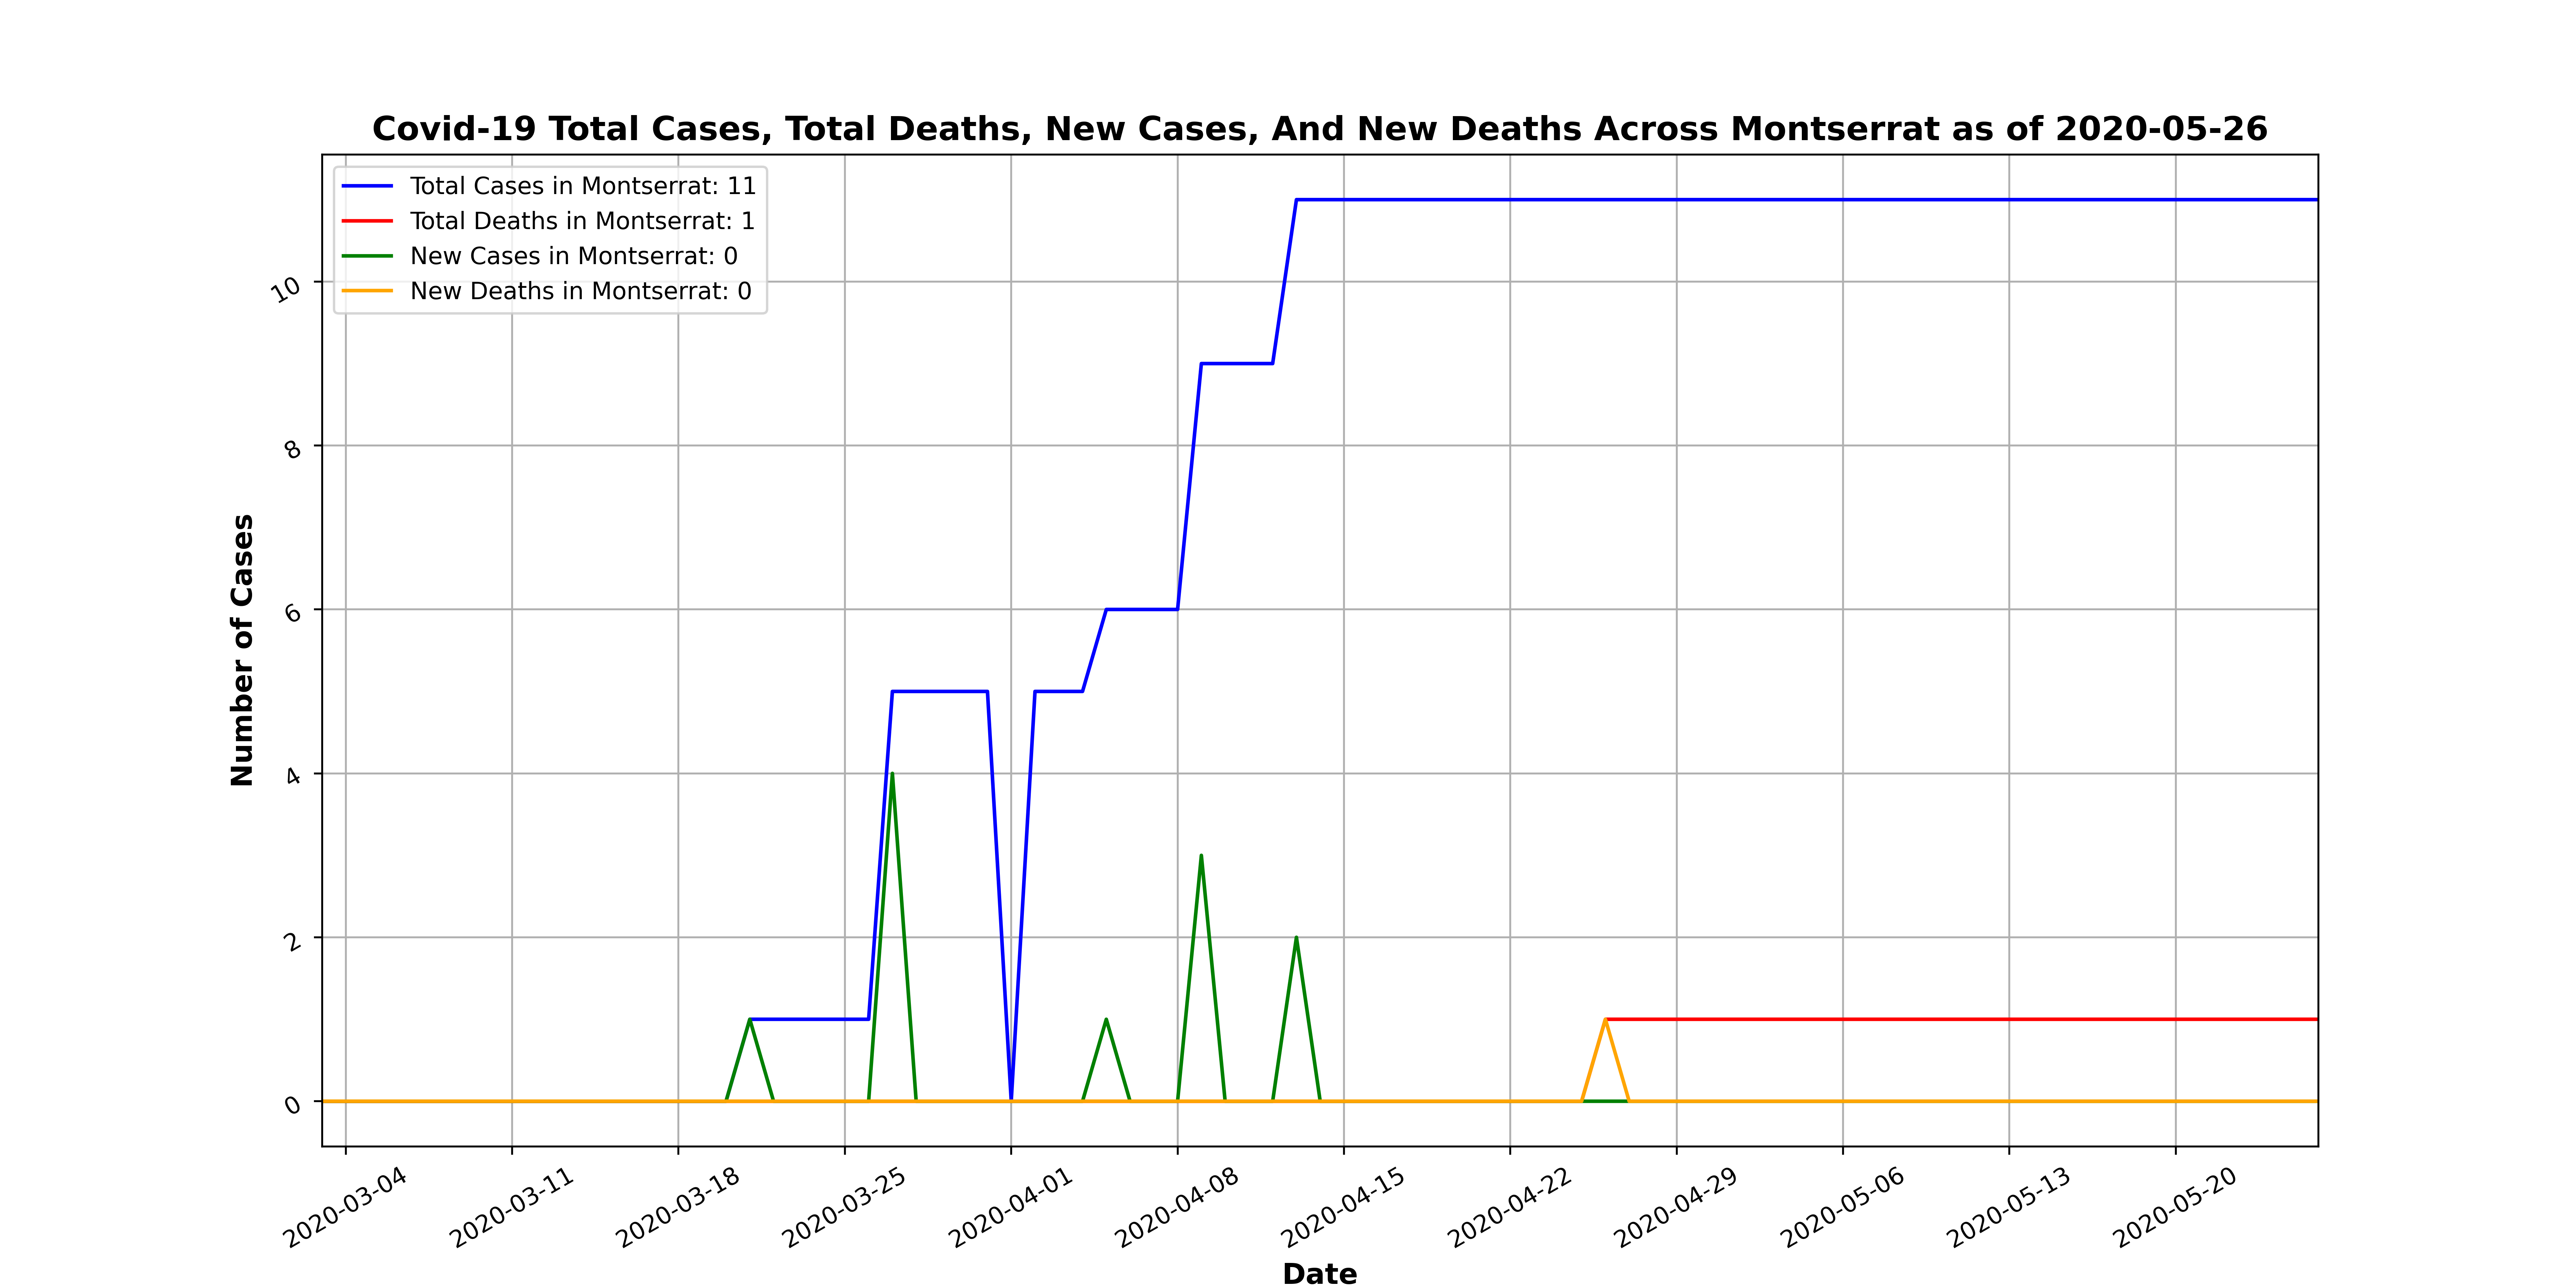 Covid-19 Total Cases, Total Deaths, New Cases, And New Deaths Across Montserrat as of 2020-05-26
Total Cases in Montserrat: 11
Total Deaths in Montserrat: 1
New Cases in Montserrat: 0
New Deaths in Montserrat: 0
Number of Cases
10
8
6
4
2
0
2020-03-04
2020-03-11
2020-03-18
2020-03-25
2020-04-01
2020-04-08
2020-04-15
2020-04-22
2020-04-29
2020-05-06
2020-05-13
2020-05-20
Date